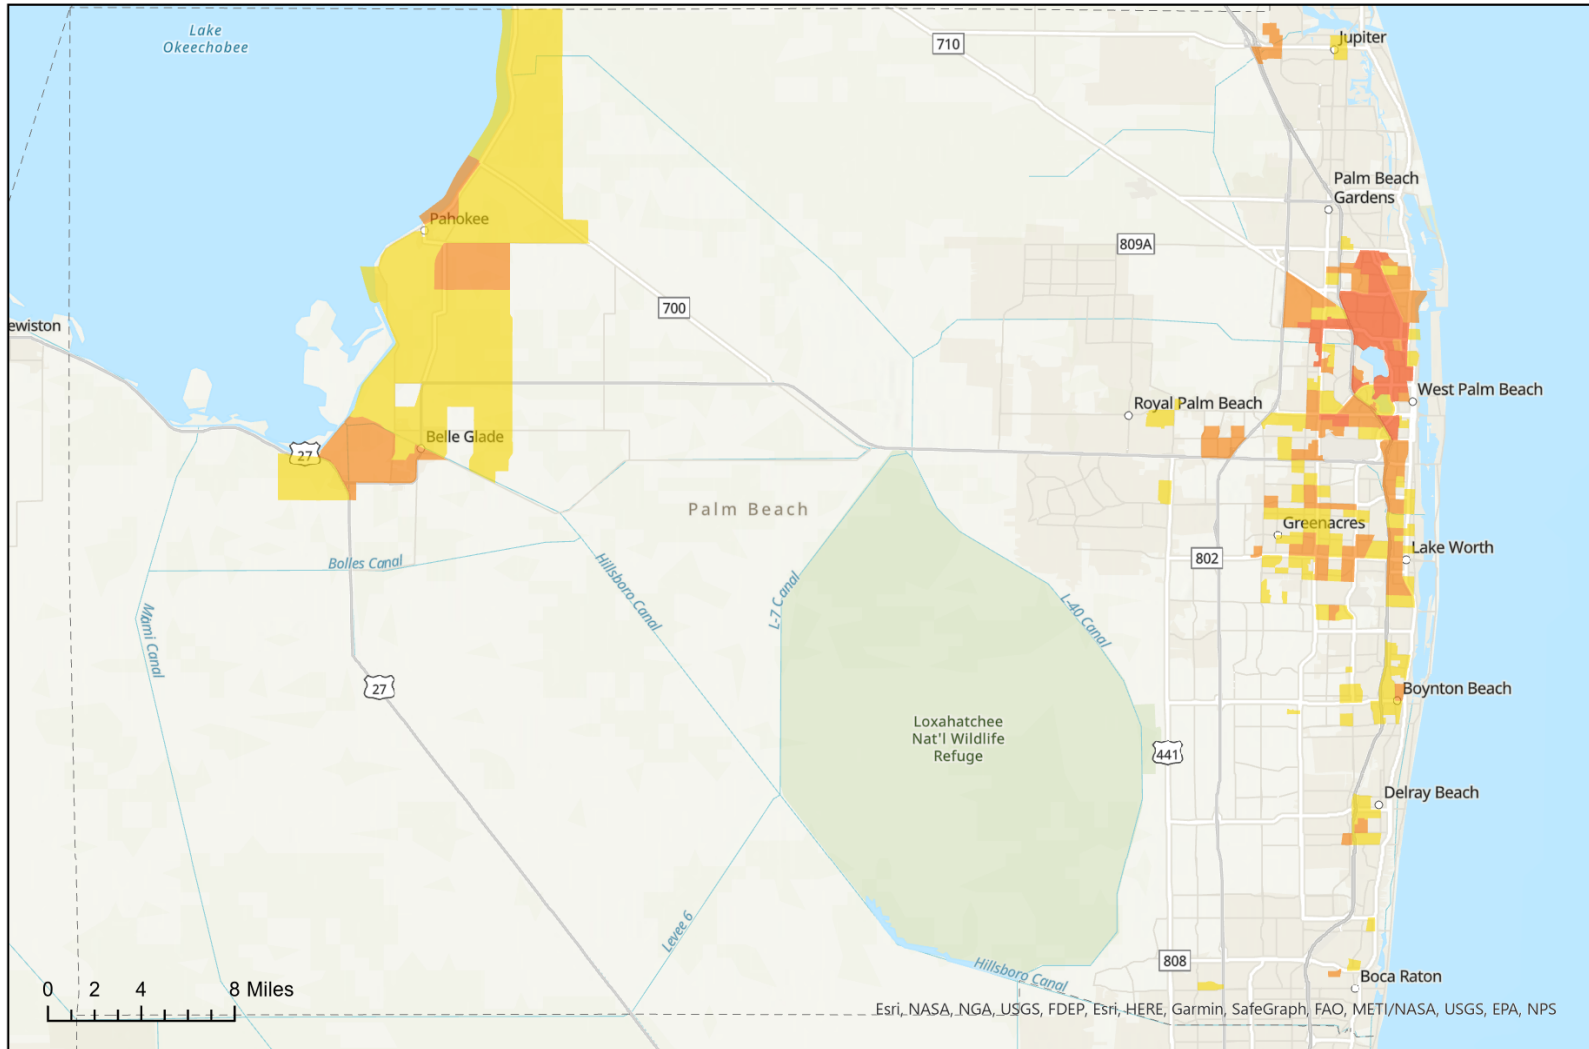 Lake
Okeechobee
710
Jupiter
Palm Beach
Gardens
Pahokee
809A
700
ewiston
Royal Palm Beach
West Palm Beach
27
Belle Glade
Palm Beach
Greenacres
802
Lake Worth
Bolles Canal
Hillsboro Canal
L-7 Canal
L-40 Canal
Miami Canal
27
Boynton Beach
Loxahatchee
Nat'l Wildlife
Refuge
441
Delray Beach
Levee 6
808
Hillsboro Canal
Boca Raton
0 2 4 8 Miles
Esri, NASA, NGA, USGS, FDEP, Esri, HERE, Garmin, SafeGraph, FAO, METI/NASA, USGS, EPA, NPS